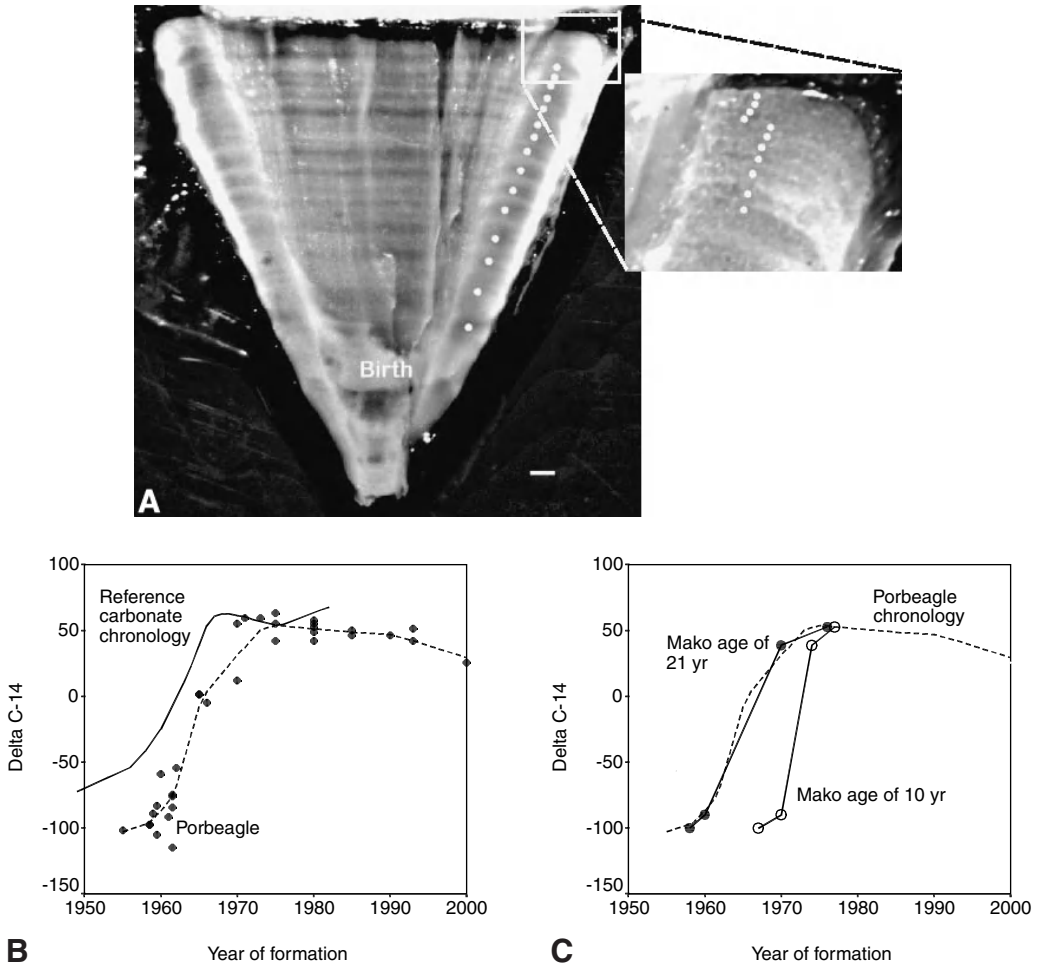 Birth
A
100
50
0
-50
-100
-150
1950 1960 1970 1980 1990 2000
Delta C-14
Reference
carbonate
chronology
Porbeagle
Year of formation
B
100
50
0
-50
-100
-150
1950 1960 1970 1980 1990 2000
Delta C-14
Porbeagle
chronology
Mako age of
21 yr
Mako age of 10 yr
Year of formation
C